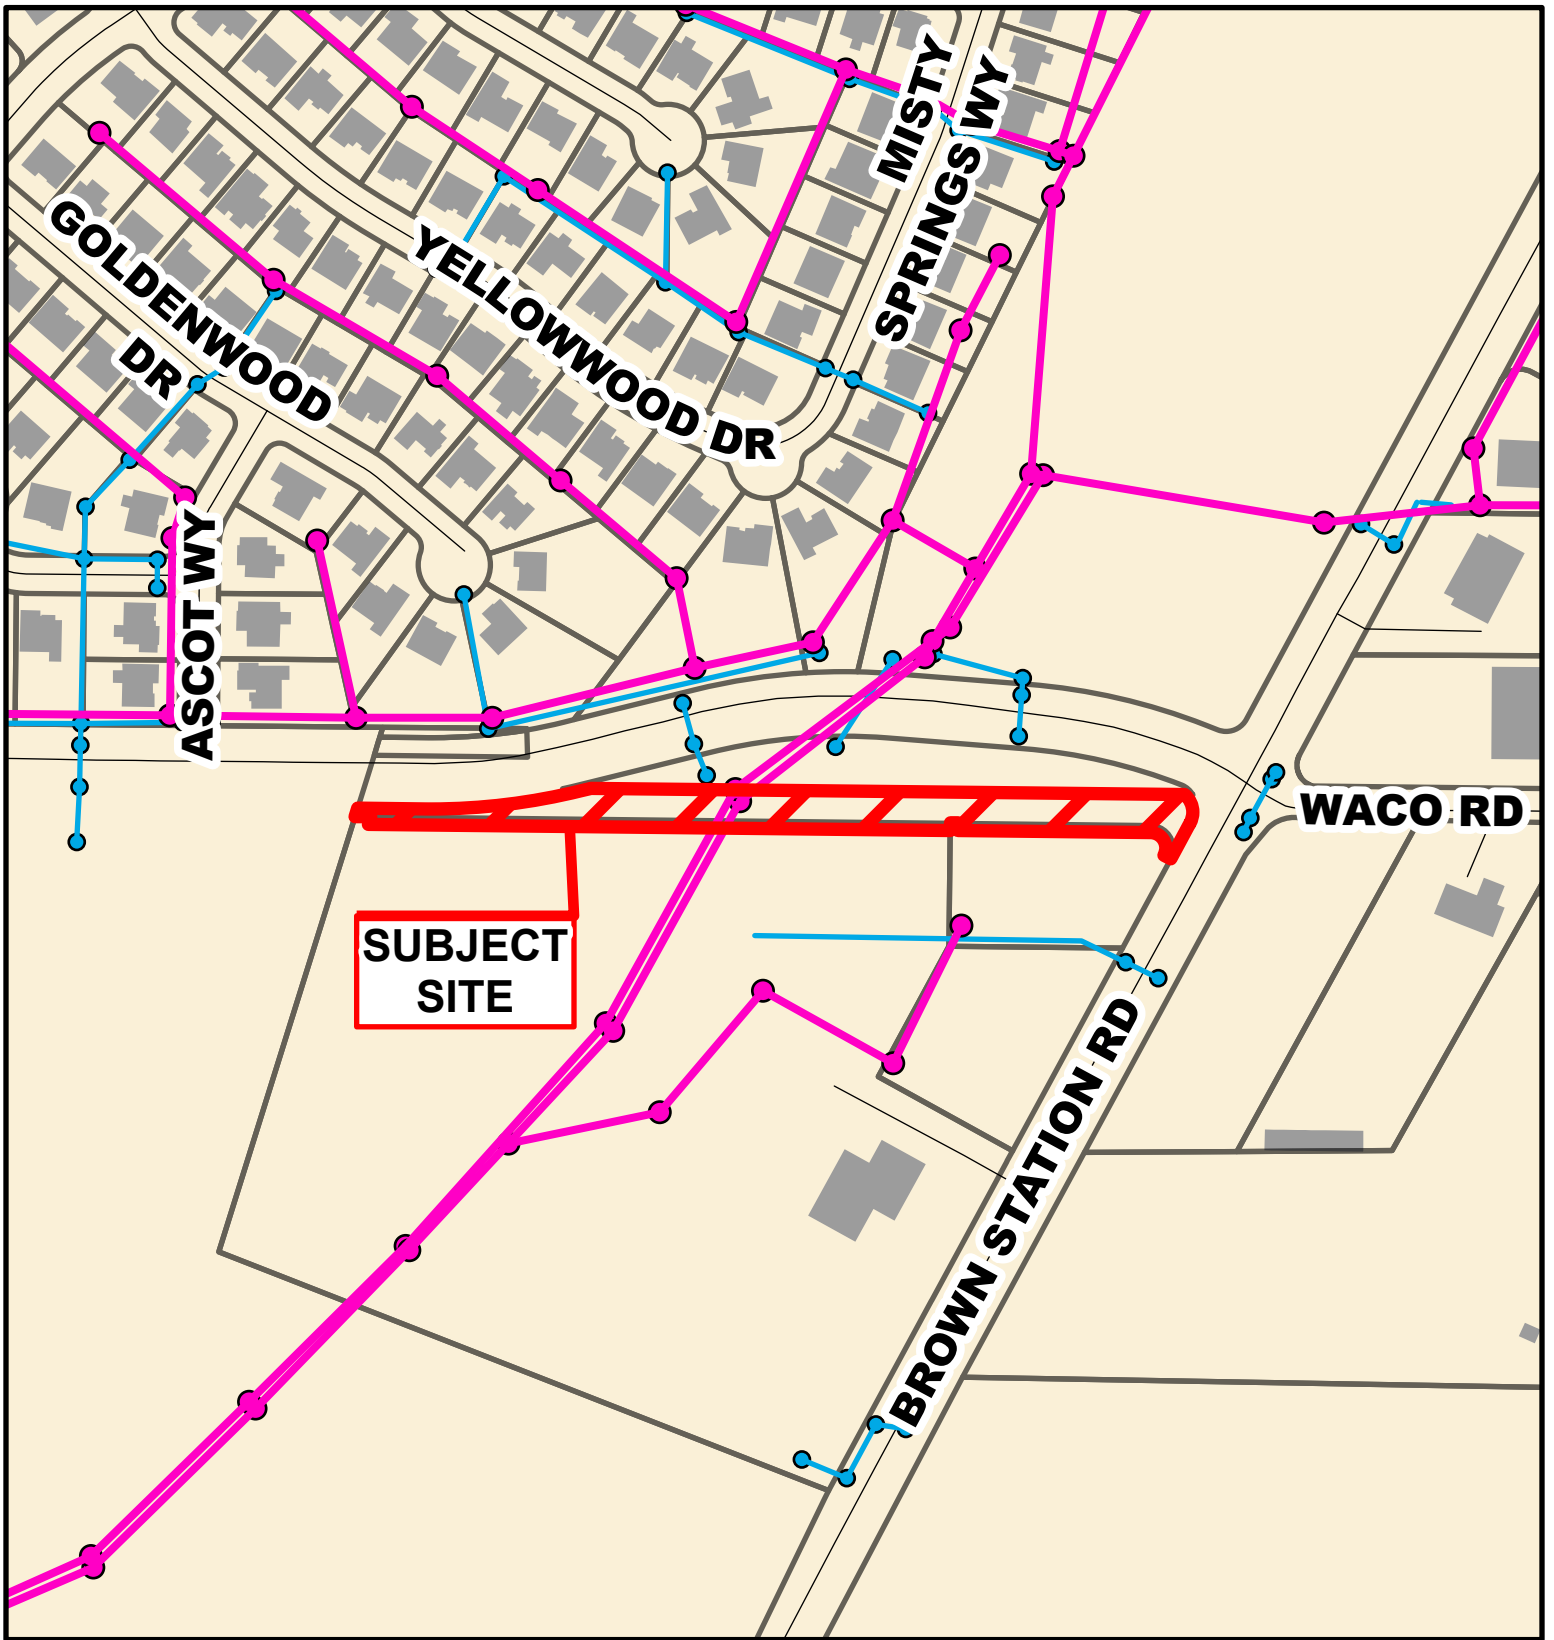 MISTY
SPRINGS WY
GOLDENWOOD
DR
YELLOWWOOD DR
ASCOT WY
WACO RD
SUBJECT
SITE
BROWN STATION RD